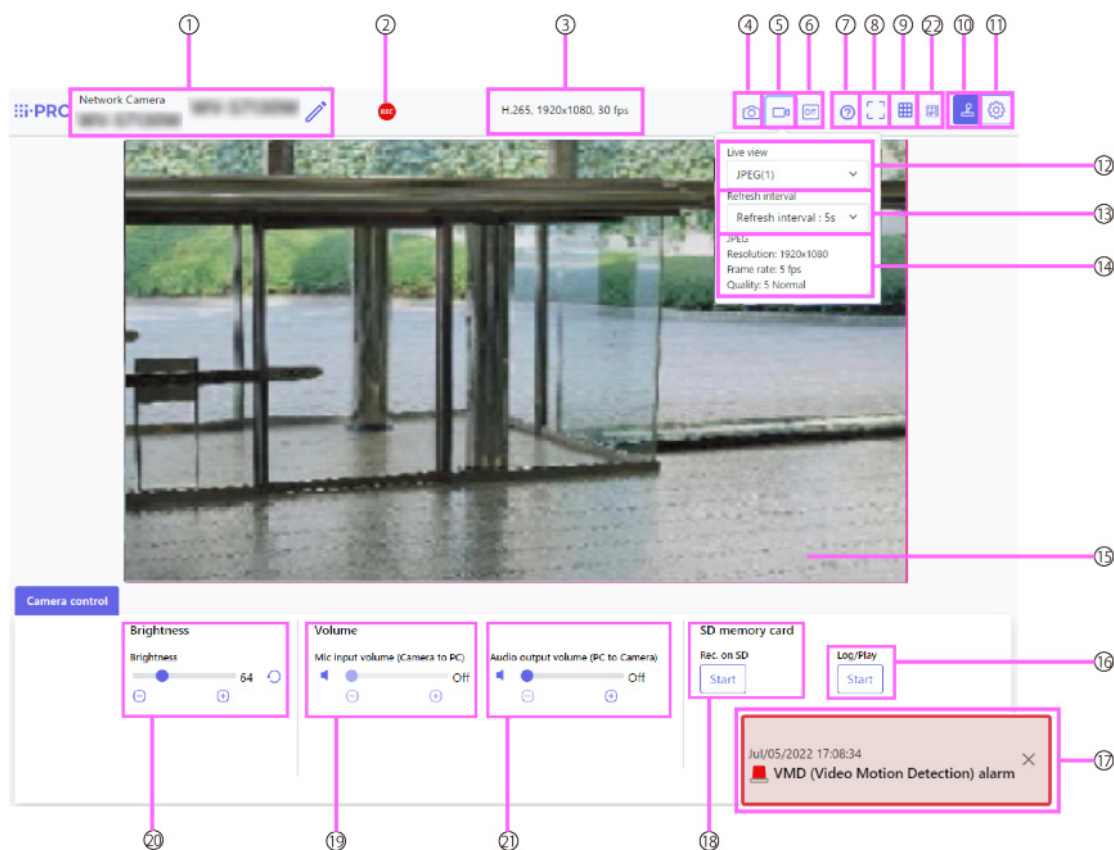 ① ② ③ ④ ⑤ ⑥ ⑦ ⑧ ⑨ ㉒ ⑩ ⑪
i-PRO
Network Camera
REC
H.265, 1920x1080, 30 fps
Off
Live view
JPEG(1)
⑫
Refresh interval
Refresh interval : 5s
⑬
JPEG
Resolution: 1920x1080
Frame rate: 5 fps
Quality: 5 Normal
⑭
⑮
Camera control
Brightness
Brightness
64
Volume
Mic input volume (Camera to PC)
Off
Audio output volume (PC to Camera)
Off
SD memory card
Rec. on SD
Start
Log/Play
Start
⑯
Jul/05/2022 17:08:34
VMD (Video Motion Detection) alarm
⑰
⑳ ⑲ ㉑ ⑱